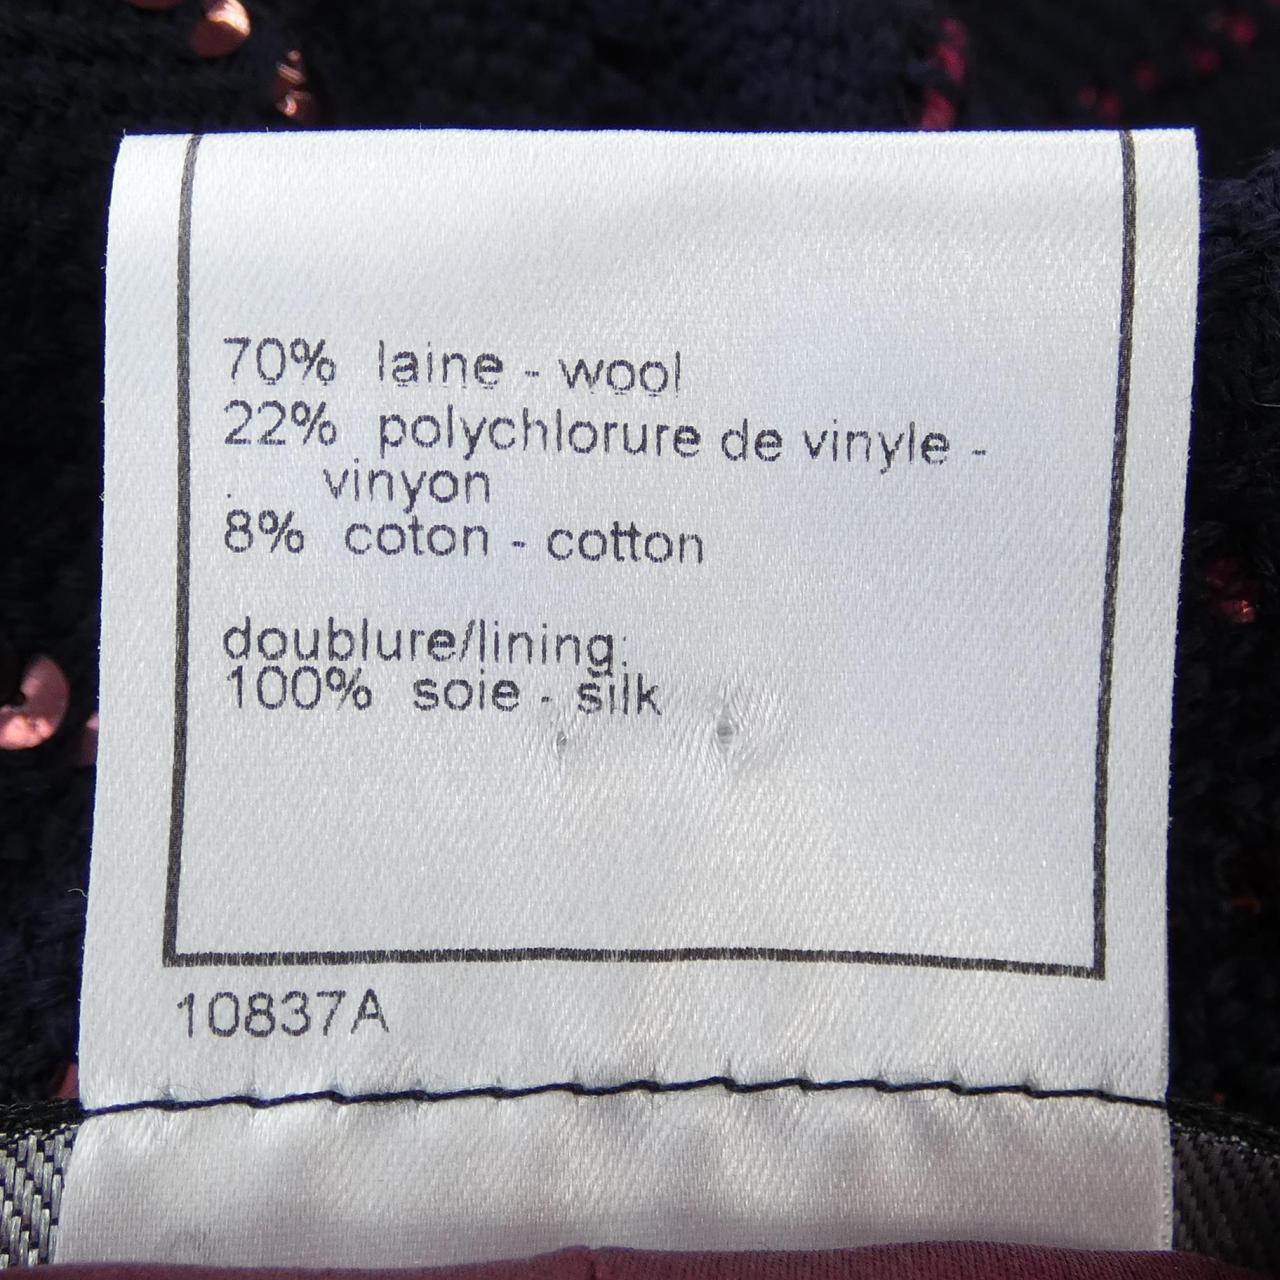 70% laine - wool
22% polychlorure de vinyle -
. vinyon
8% coton - cotton
doublure/lining:
100% soie - silk
10837A